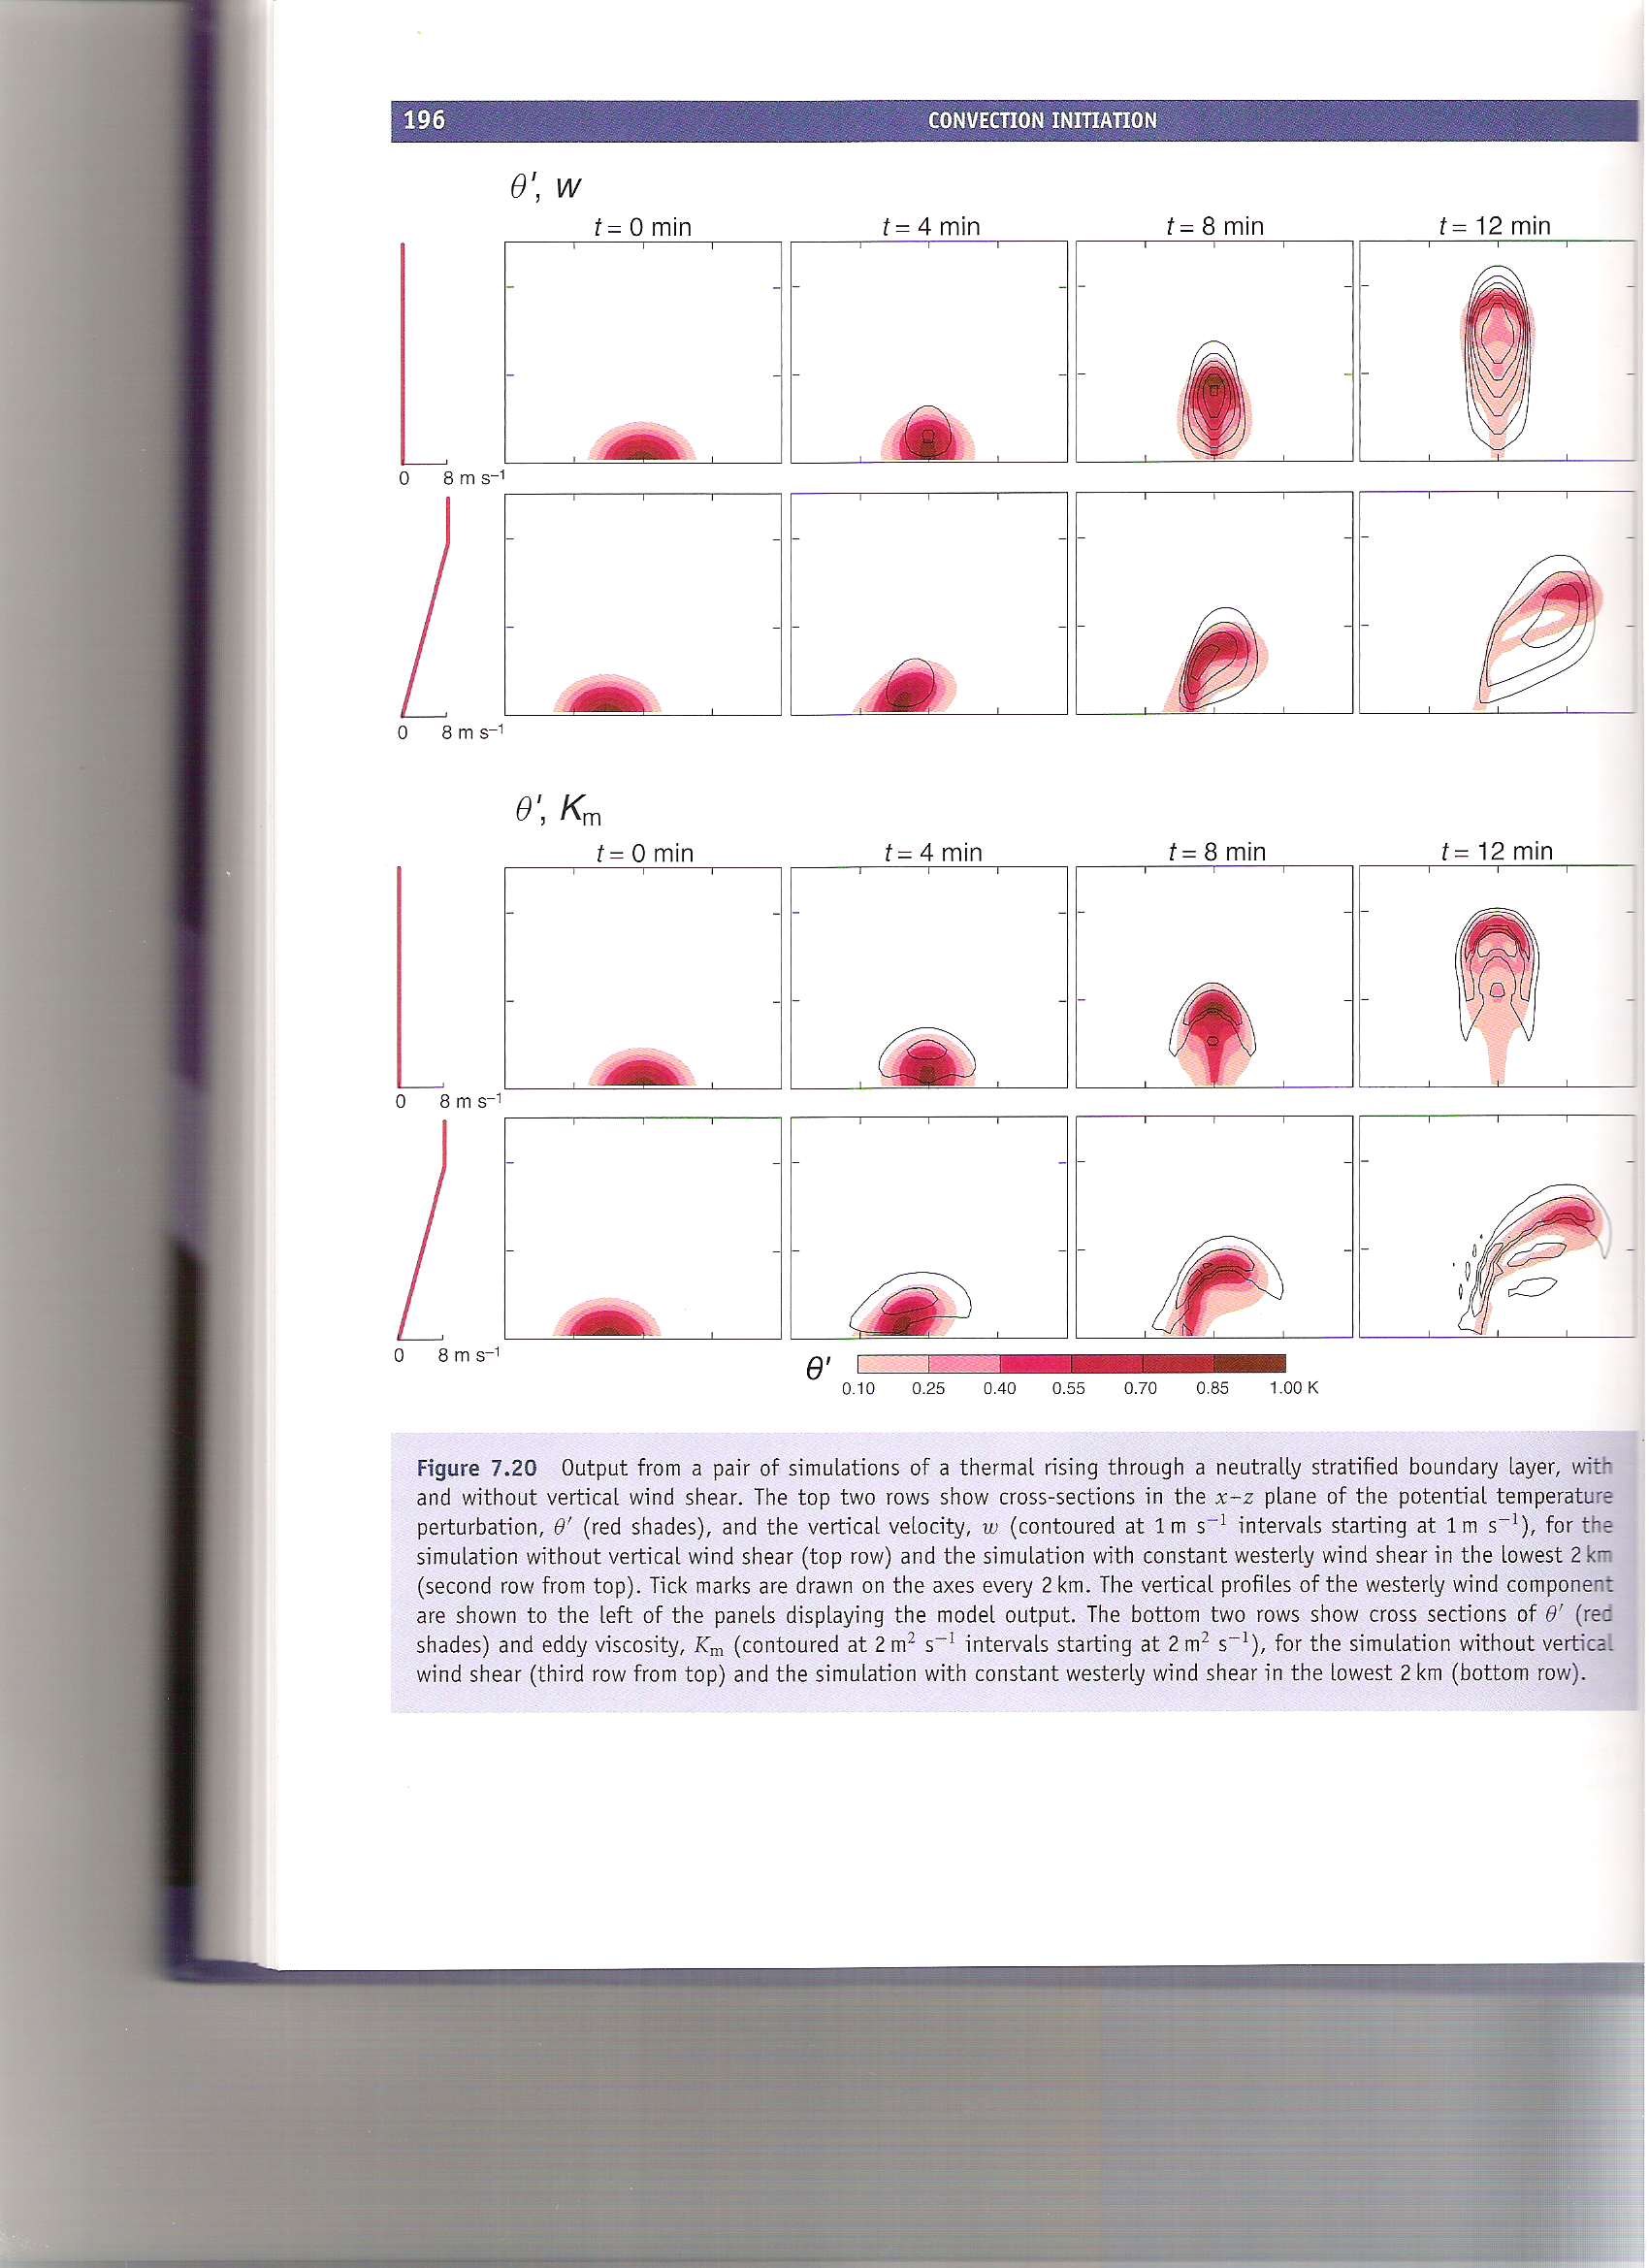 196 CONVECTION INITIATION
θ′, w
t = 0 min t = 4 min t = 8 min t = 12 min
0 8 m s⁻¹
0 8 m s⁻¹
θ′, Kₘ
t = 0 min t = 4 min t = 8 min t = 12 min
0 8 m s⁻¹
0 8 m s⁻¹
θ′
0.10 0.25 0.40 0.55 0.70 0.85 1.00 K
Figure 7.20 Output from a pair of simulations of a thermal rising through a neutrally stratified boundary layer, with
and without vertical wind shear. The top two rows show cross-sections in the x–z plane of the potential temperature
perturbation, θ′ (red shades), and the vertical velocity, w (contoured at 1 m s⁻¹ intervals starting at 1 m s⁻¹), for the
simulation without vertical wind shear (top row) and the simulation with constant westerly wind shear in the lowest 2 km
(second row from top). Tick marks are drawn on the axes every 2 km. The vertical profiles of the westerly wind component
are shown to the left of the panels displaying the model output. The bottom two rows show cross sections of θ′ (red
shades) and eddy viscosity, Kₘ (contoured at 2 m² s⁻¹ intervals starting at 2 m² s⁻¹), for the simulation without vertical
wind shear (third row from top) and the simulation with constant westerly wind shear in the lowest 2 km (bottom row).